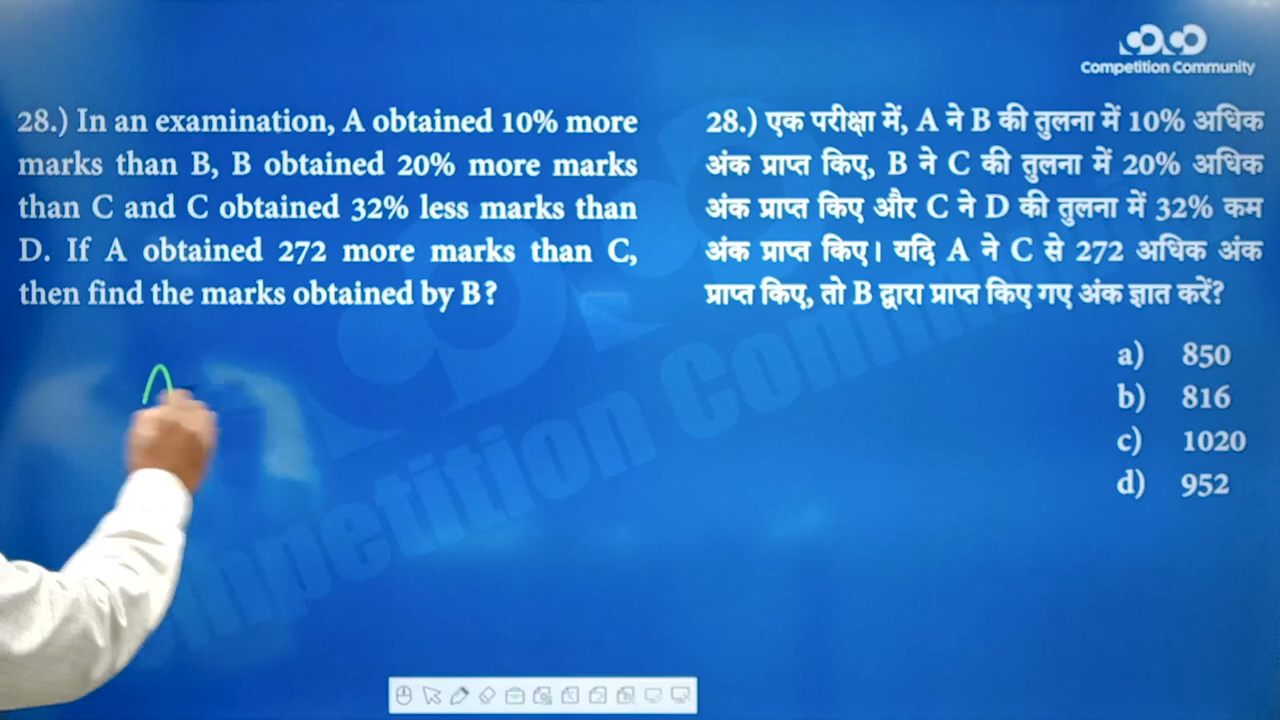 Competition Community
28.) In an examination, A obtained 10% more
marks than B, B obtained 20% more marks
than C and C obtained 32% less marks than
D. If A obtained 272 more marks than C,
then find the marks obtained by B?
28.) एक परीक्षा में, A ने B की तुलना में 10% अधिक
अंक प्राप्त किए, B ने C की तुलना में 20% अधिक
अंक प्राप्त किए और C ने D की तुलना में 32% कम
अंक प्राप्त किए। यदि A ने C से 272 अधिक अंक
प्राप्त किए, तो B द्वारा प्राप्त किए गए अंक ज्ञात करें?
a) 850
b) 816
c) 1020
d) 952
Competition Community